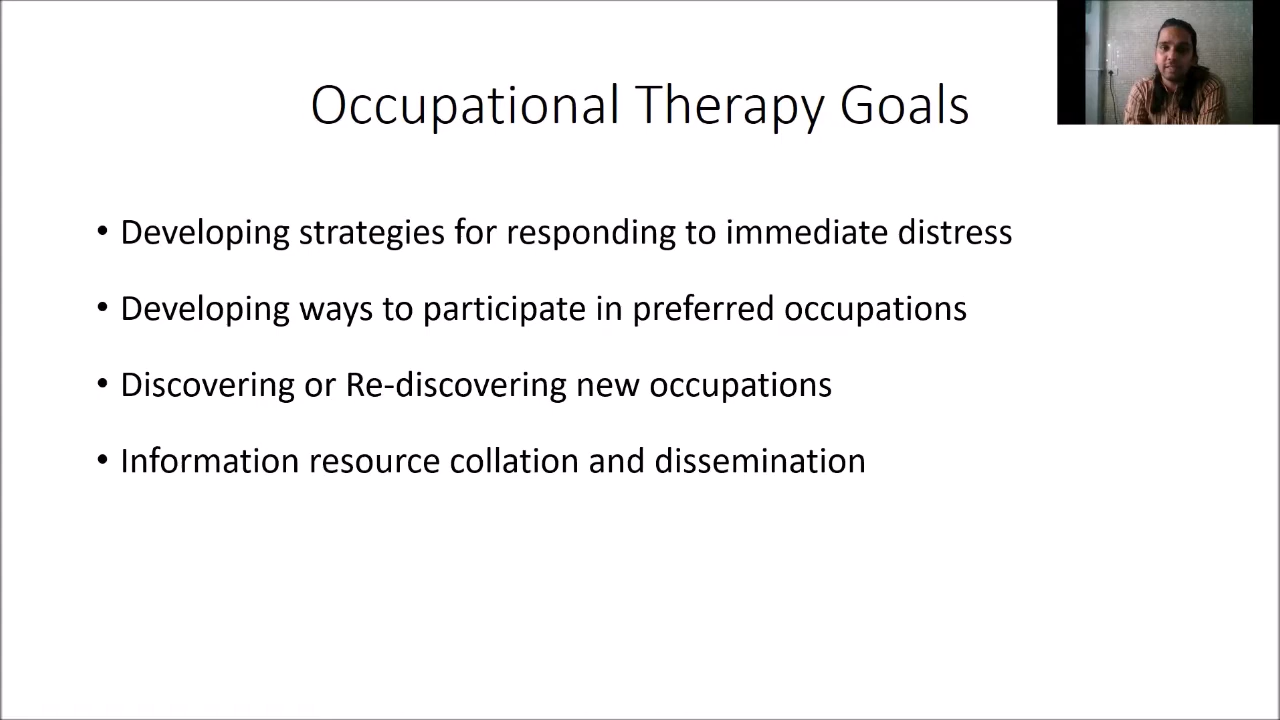 Occupational Therapy Goals
• Developing strategies for responding to immediate distress
• Developing ways to participate in preferred occupations
• Discovering or Re-discovering new occupations
• Information resource collation and dissemination